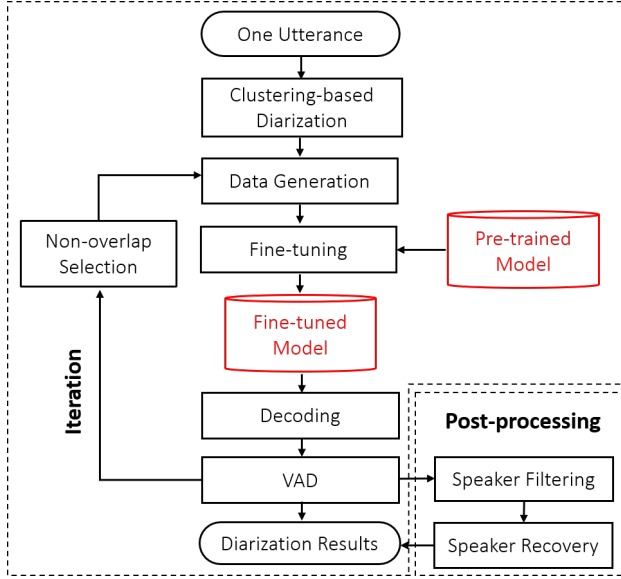 One Utterance
Clustering-based
Diarization
Data Generation
Non-overlap
Selection
Fine-tuning
Pre-trained
Model
Fine-tuned
Model
Iteration
Decoding
Post-processing
VAD
Speaker Filtering
Diarization Results
Speaker Recovery